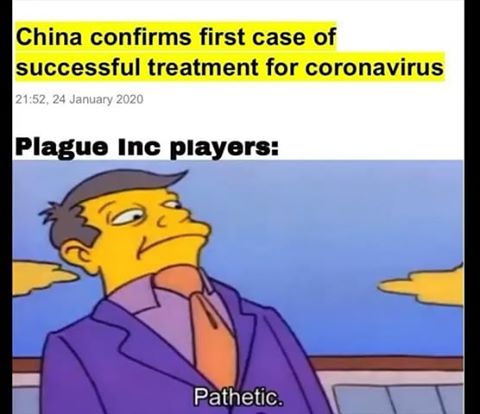 China confirms first case of
successful treatment for coronavirus
21:52, 24 January 2020
Plague Inc players:
Pathetic.